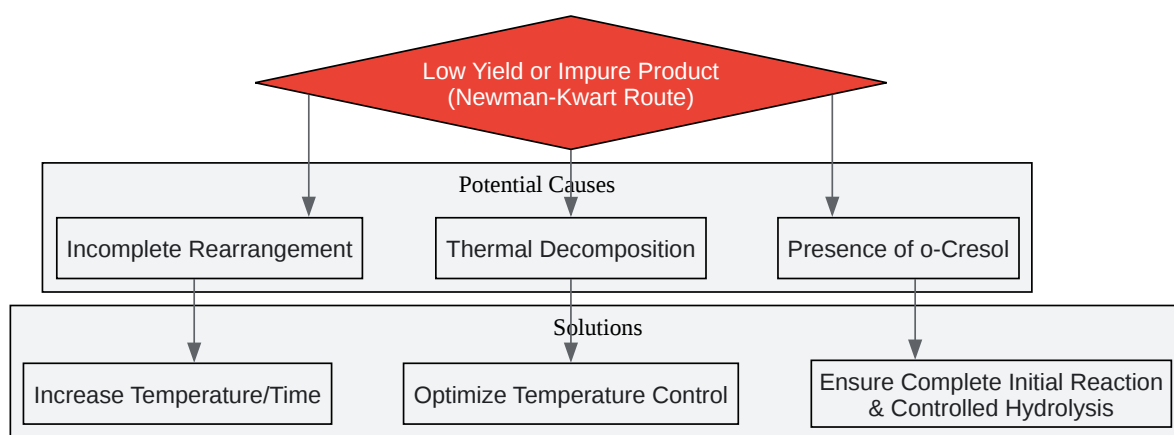 Low Yield or Impure Product
(Newman-Kwart Route)
Potential Causes
Incomplete Rearrangement
Thermal Decomposition
Presence of o-Cresol
Solutions
Increase Temperature/Time
Optimize Temperature Control
Ensure Complete Initial Reaction
& Controlled Hydrolysis